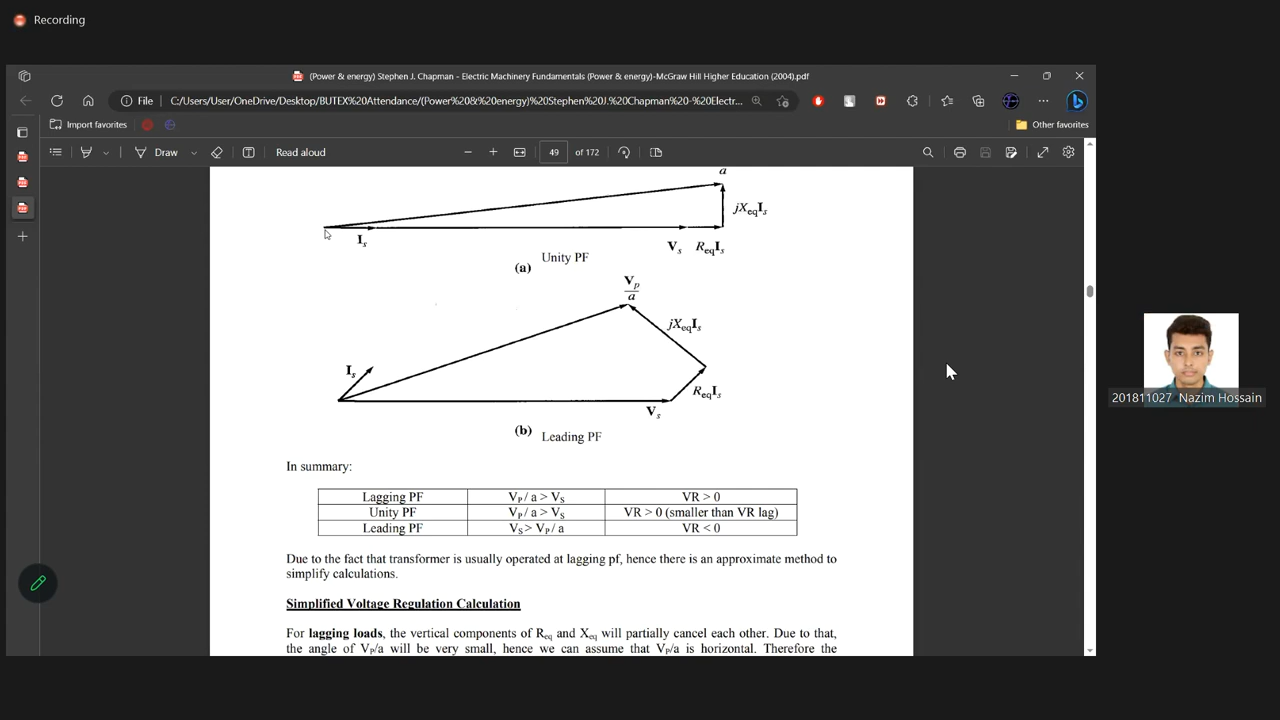 Recording
(Power & energy) Stephen J. Chapman - Electric Machinery Fundamentals (Power & energy)-McGraw Hill Higher Education (2004).pdf
File C:/Users/User/OneDrive/Desktop/BUTEX%20Attendance/(Power%20&%20energy)%20Stephen%20J.%20Chapman%20-%20Electr...
Import favorites
Other favorites
Draw
Read aloud
49 of 172
a
jXeqIs
Is
Vs ReqIs
(a) Unity PF
Vp
a
jXeqIs
Is
ReqIs
Vs
(b) Leading PF
In summary:
Lagging PF VP / a > VS VR > 0
Unity PF VP / a > VS VR > 0 (smaller than VR lag)
Leading PF VS > VP / a VR < 0
Due to the fact that transformer is usually operated at lagging pf, hence there is an approximate method to
simplify calculations.
Simplified Voltage Regulation Calculation
For lagging loads, the vertical components of Req and Xeq will partially cancel each other. Due to that,
the angle of VP/a will be very small, hence we can assume that VP/a is horizontal. Therefore the
201811027_Nazim Hossain